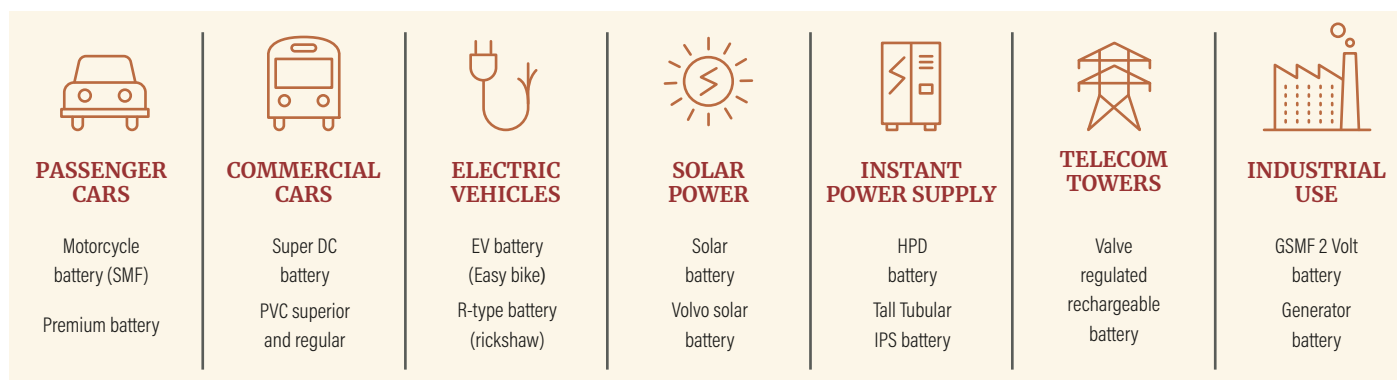 PASSENGER
CARS
Motorcycle
battery (SMF)
Premium battery
COMMERCIAL
CARS
Super DC
battery
PVC superior
and regular
ELECTRIC
VEHICLES
EV battery
(Easy bike)
R-type battery
(rickshaw)
SOLAR
POWER
Solar
battery
Volvo solar
battery
INSTANT
POWER SUPPLY
HPD
battery
Tall Tubular
IPS battery
TELECOM
TOWERS
Valve
regulated
rechargeable
battery
INDUSTRIAL
USE
GSMF 2 Volt
battery
Generator
battery